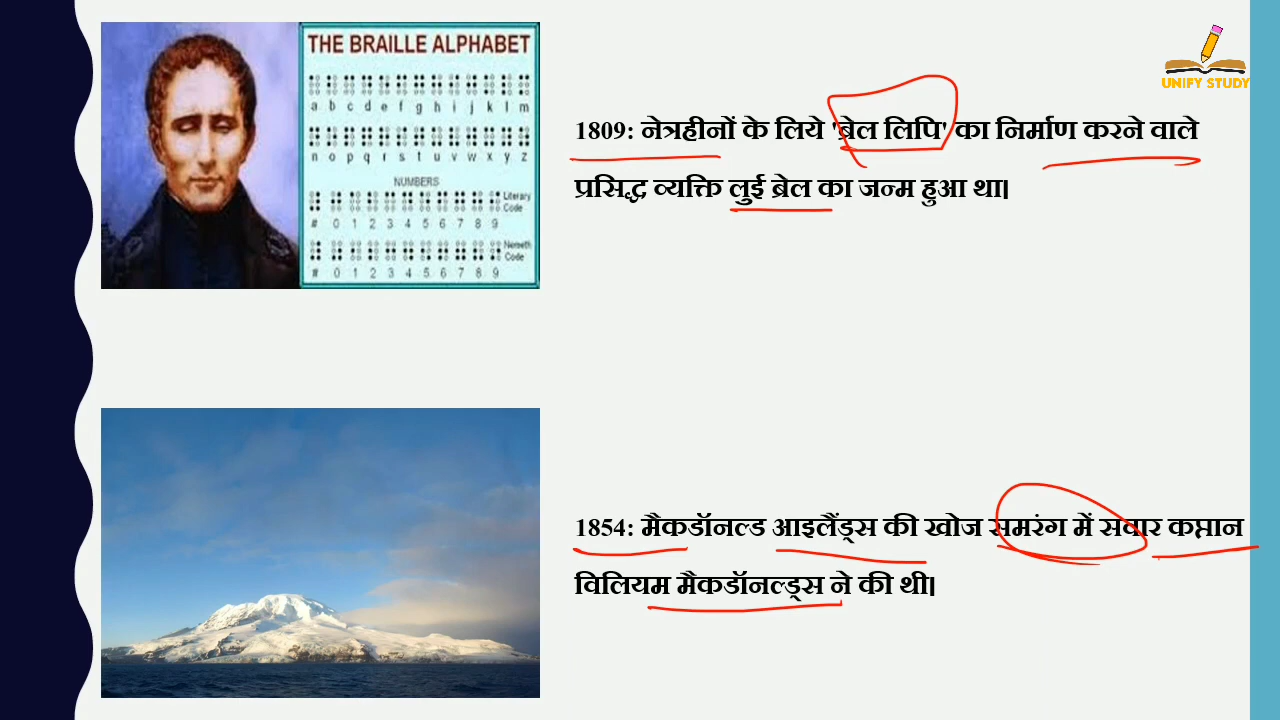 THE BRAILLE ALPHABET
a b c d e f g h i j k l m
n o p q r s t u v w x y z
NUMBERS
Literary
Code
# 0 1 2 3 4 5 6 7 8 9
Nemeth
Code
# 0 1 2 3 4 5 6 7 8 9
UNIFY STUDY
1809: नेत्रहीनों के लिये 'ब्रेल लिपि' का निर्माण करने वाले
प्रसिद्ध व्यक्ति लुई ब्रेल का जन्म हुआ था।
1854: मैकडॉनल्ड आइलैंड्स की खोज समरंग में सवार कप्तान
विलियम मैकडॉनल्ड्स ने की थी।